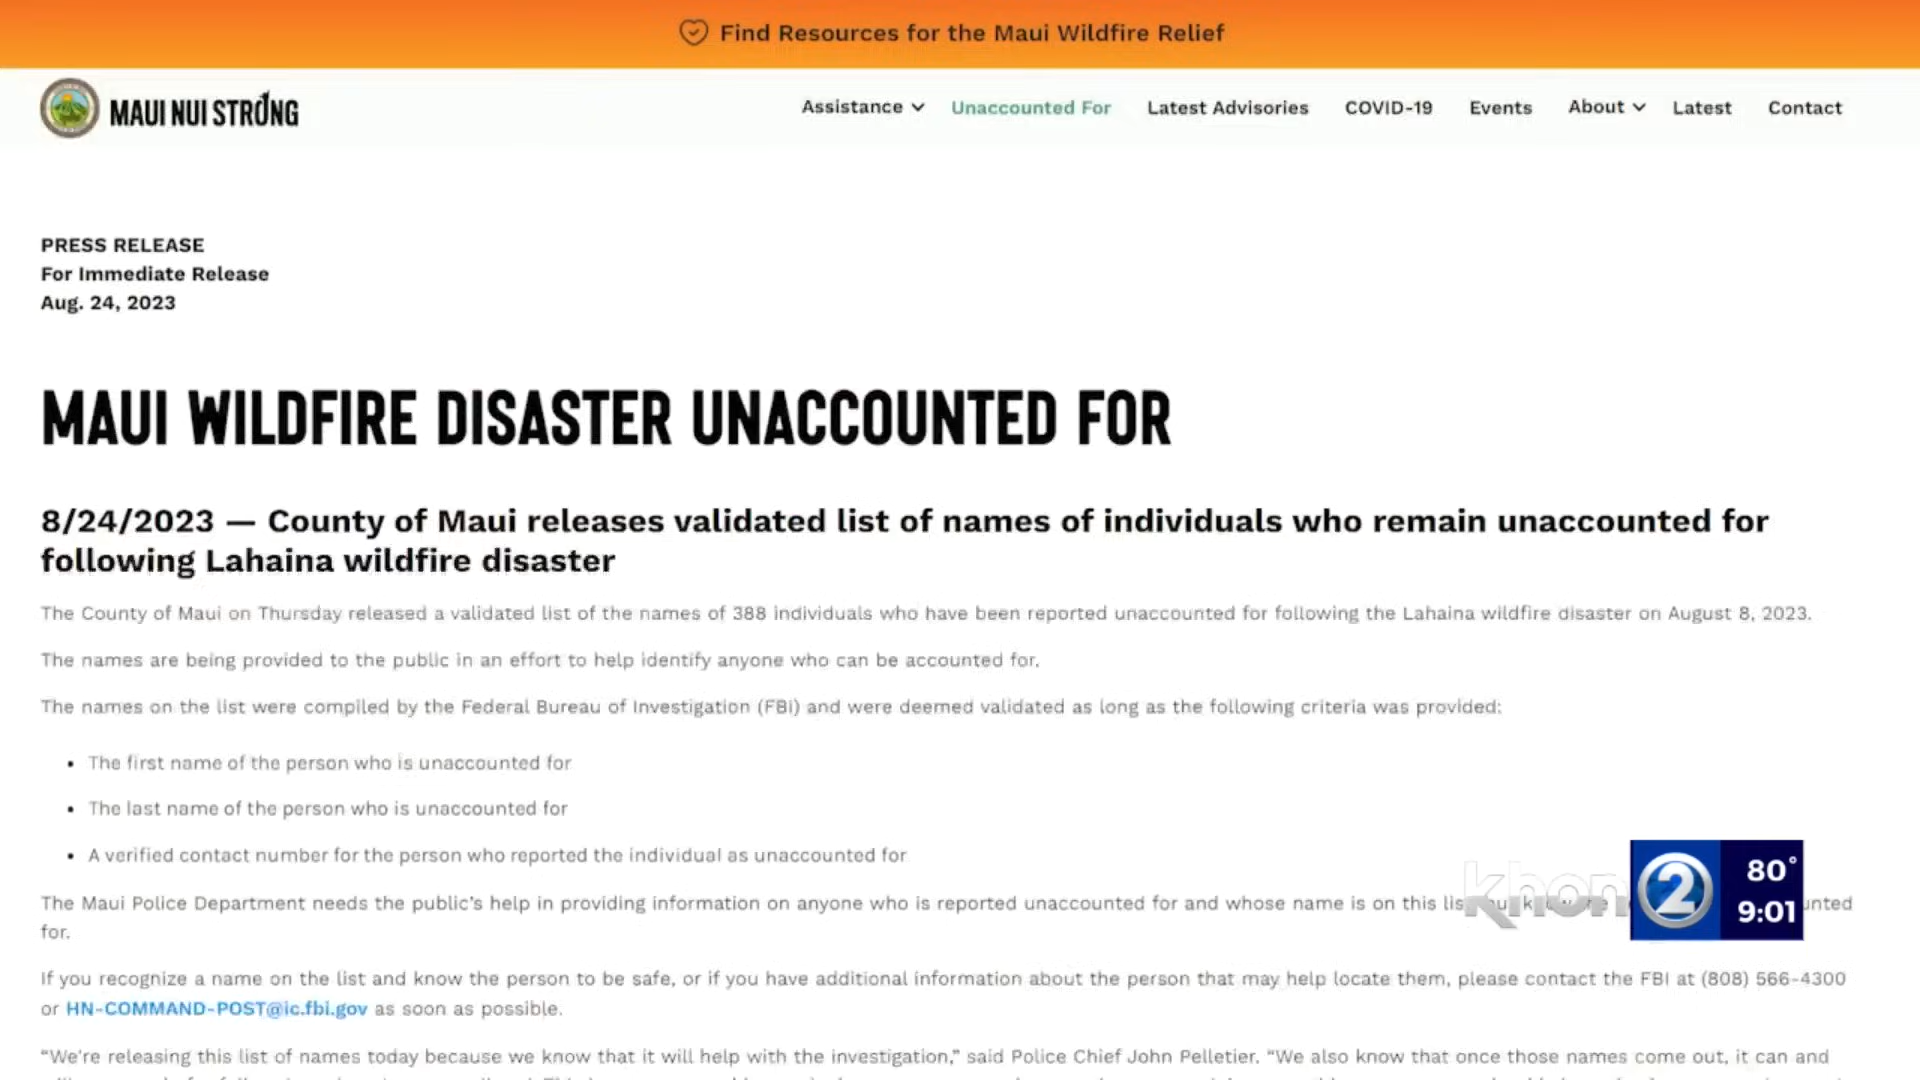 Find Resources for the Maui Wildfire Relief
MAUI NUI STRONG
Assistance Unaccounted For Latest Advisories COVID-19 Events About Latest Contact
PRESS RELEASE
For Immediate Release
Aug. 24, 2023
MAUI WILDFIRE DISASTER UNACCOUNTED FOR
8/24/2023 — County of Maui releases validated list of names of individuals who remain unaccounted for
following Lahaina wildfire disaster
The County of Maui on Thursday released a validated list of the names of 388 individuals who have been reported unaccounted for following the Lahaina wildfire disaster on August 8, 2023.
The names are being provided to the public in an effort to help identify anyone who can be accounted for.
The names on the list were compiled by the Federal Bureau of Investigation (FBI) and were deemed validated as long as the following criteria was provided:
• The first name of the person who is unaccounted for
• The last name of the person who is unaccounted for
• A verified contact number for the person who reported the individual as unaccounted for
The Maui Police Department needs the public's help in providing information on anyone who is reported unaccounted for and whose name is on this
for.
khon 2
80°
9:01
If you recognize a name on the list and know the person to be safe, or if you have additional information about the person that may help locate them, please contact the FBI at (808) 566-4300
or HN-COMMAND-POST@ic.fbi.gov as soon as possible.
“We're releasing this list of names today because we know that it will help with the investigation,” said Police Chief John Pelletier. “We also know that once those names come out, it can and